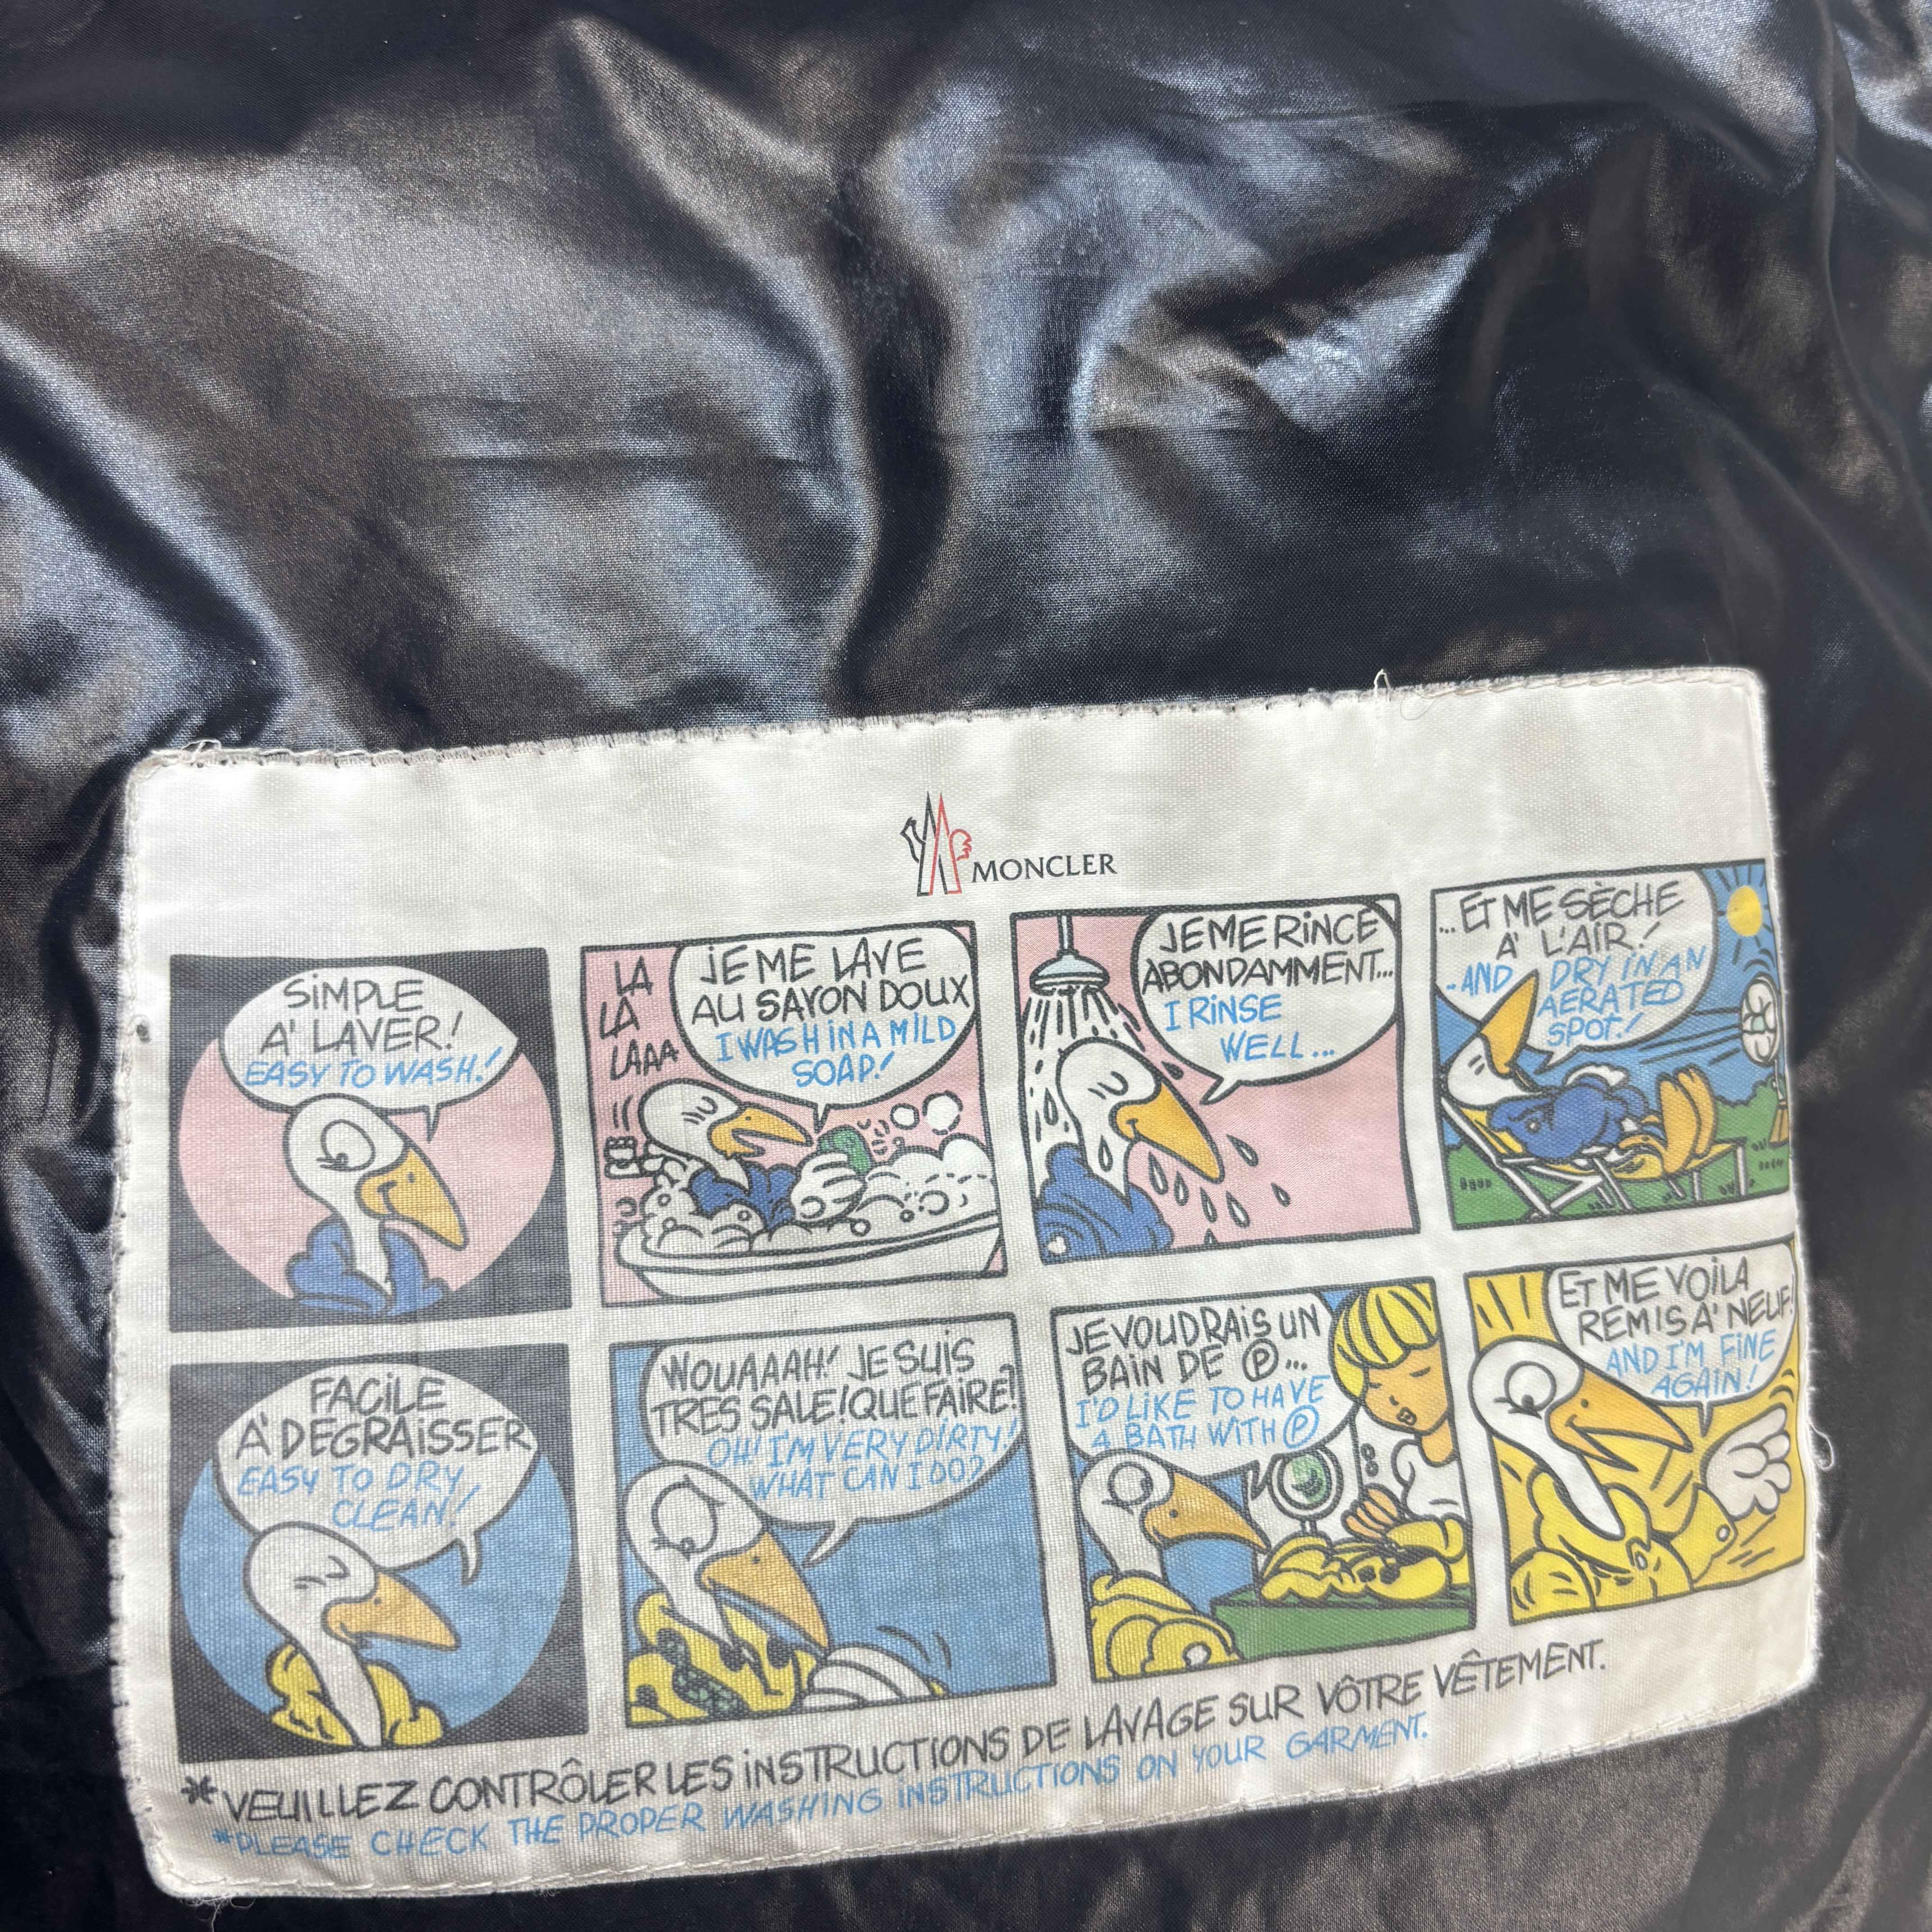 MONCLER
SIMPLE
A' LAVER!
EASY TO WASH!
LA
LA
LAAA
JE ME LAVE
AU SAVON DOUX
I WASH IN A MILD
SOAP!
JE ME RINCE
ABONDAMMENT...
I RINSE
WELL...
...ET ME SÈCHE
A' L'AIR!
..AND DRY IN AN
AERATED
SPOT!
FACILE
A' DEGRAISSER
EASY TO DRY
CLEAN!
WOUAAAH! JE SUIS
TRES SALE! QUE FAIRE?
OH! I'M VERY DIRTY!
WHAT CAN I DO?
JE VOUDRAIS UN
BAIN DE Ⓟ...
I'D LIKE TO HAVE
A BATH WITH Ⓟ
ET ME VOILA
REMIS A' NEUF!
AND I'M FINE
AGAIN!
*VEUILLEZ CONTRÔLER LES INSTRUCTIONS DE LAVAGE SUR VÔTRE VÊTEMENT.
*PLEASE CHECK THE PROPER WASHING INSTRUCTIONS ON YOUR GARMENT.